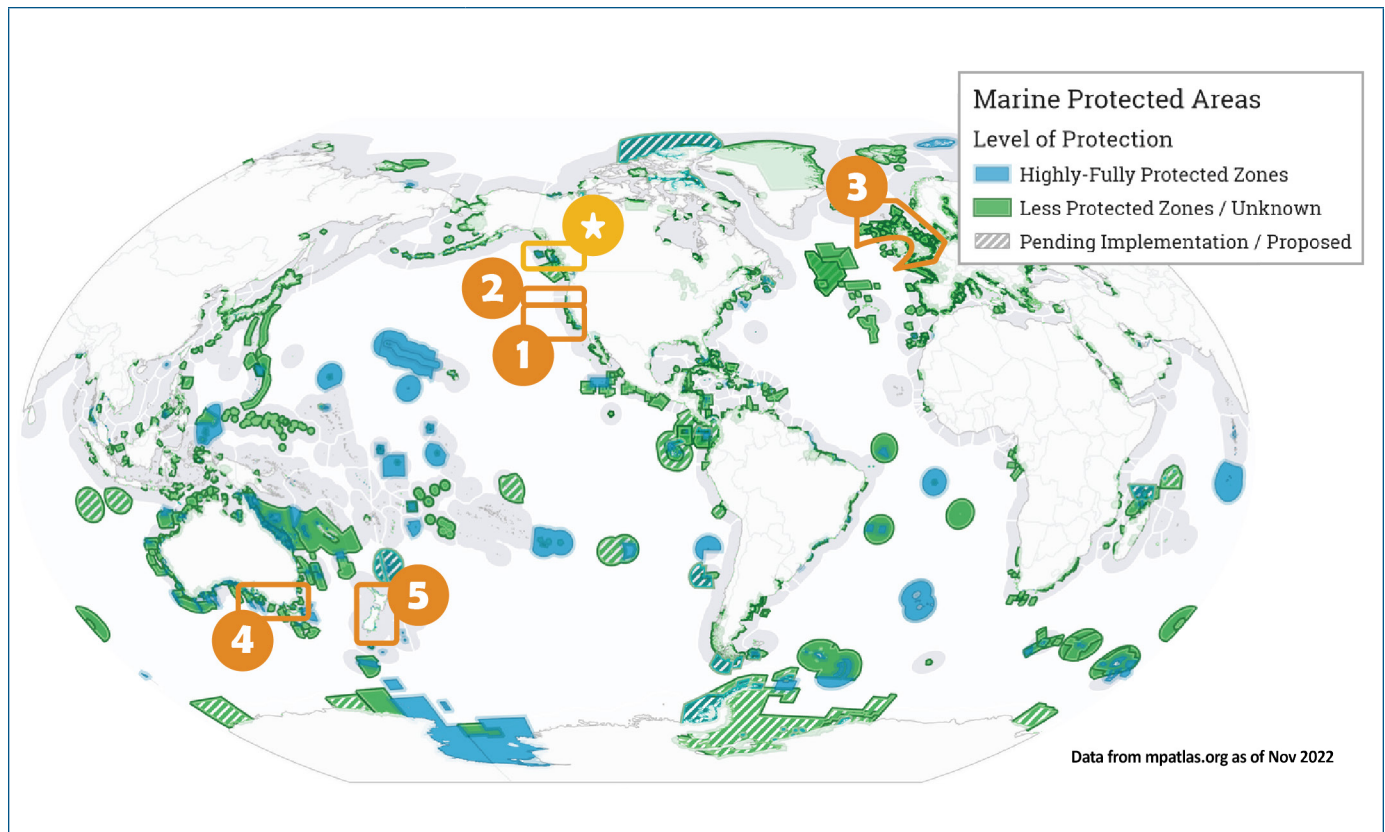 Marine Protected Areas
Level of Protection
Highly-Fully Protected Zones
Less Protected Zones / Unknown
Pending Implementation / Proposed
3
2
1
5
4
Data from mpatlas.org as of Nov 2022